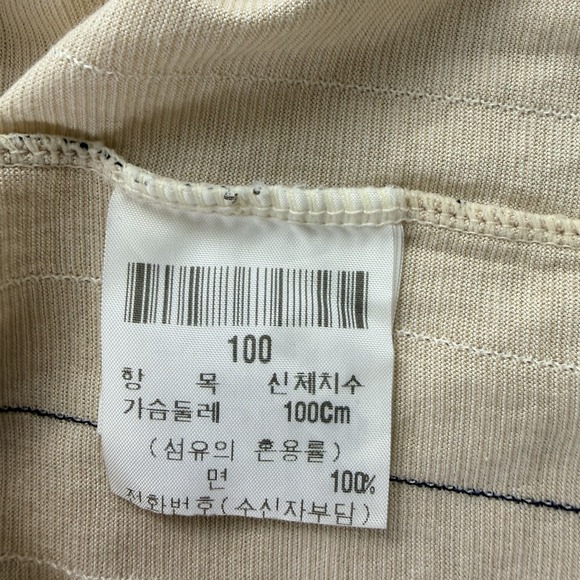 100
항 목 신체치수
가슴둘레 100Cm
(섬유의 혼용률)
면 100%
전화번호(수신자부담)